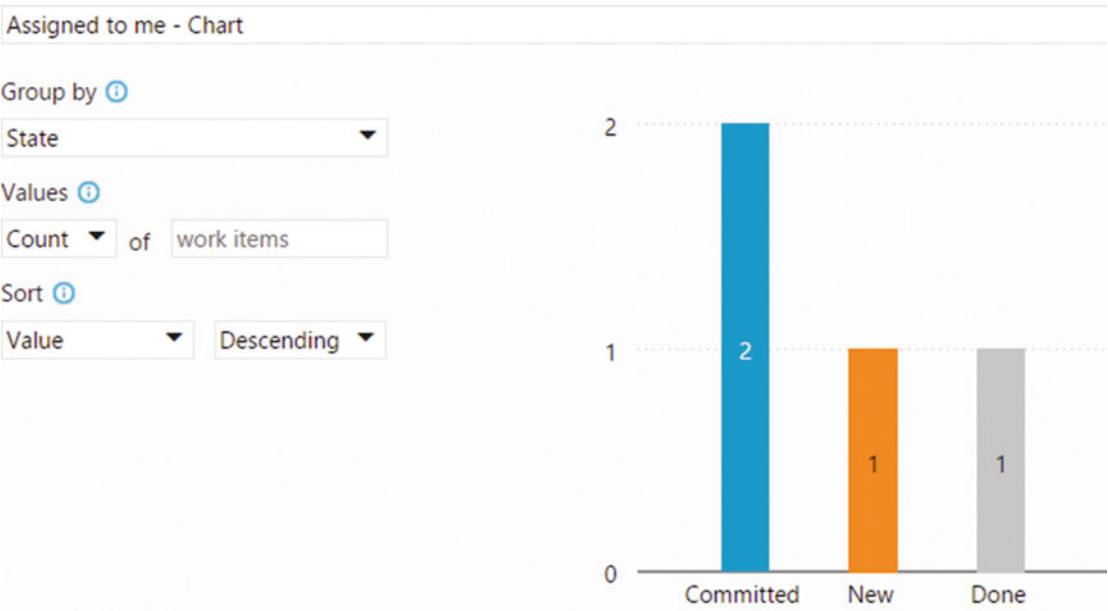 Assigned to me - Chart
Group by
State
Values
Count of work items
Sort
Value Descending
2
1
0
2
1
1
Committed New Done